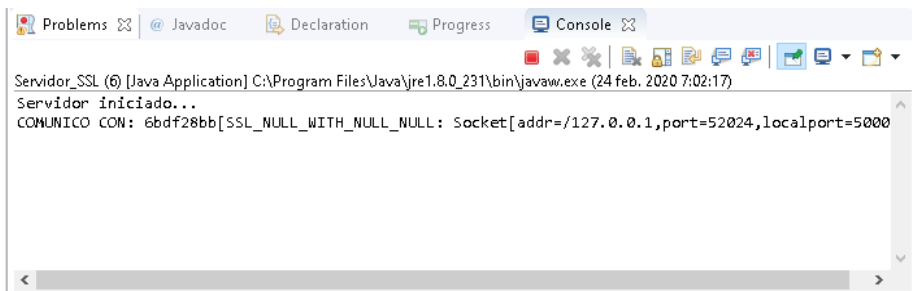 Problems @ Javadoc Declaration Progress Console
Servidor_SSL (6) [Java Application] C:\Program Files\Java\jre1.8.0_231\bin\javaw.exe (24 feb. 2020 7:02:17)
Servidor iniciado...
COMUNICO CON: 6bdf28bb[SSL_NULL_WITH_NULL_NULL: Socket[addr=/127.0.0.1,port=52024,localport=5000